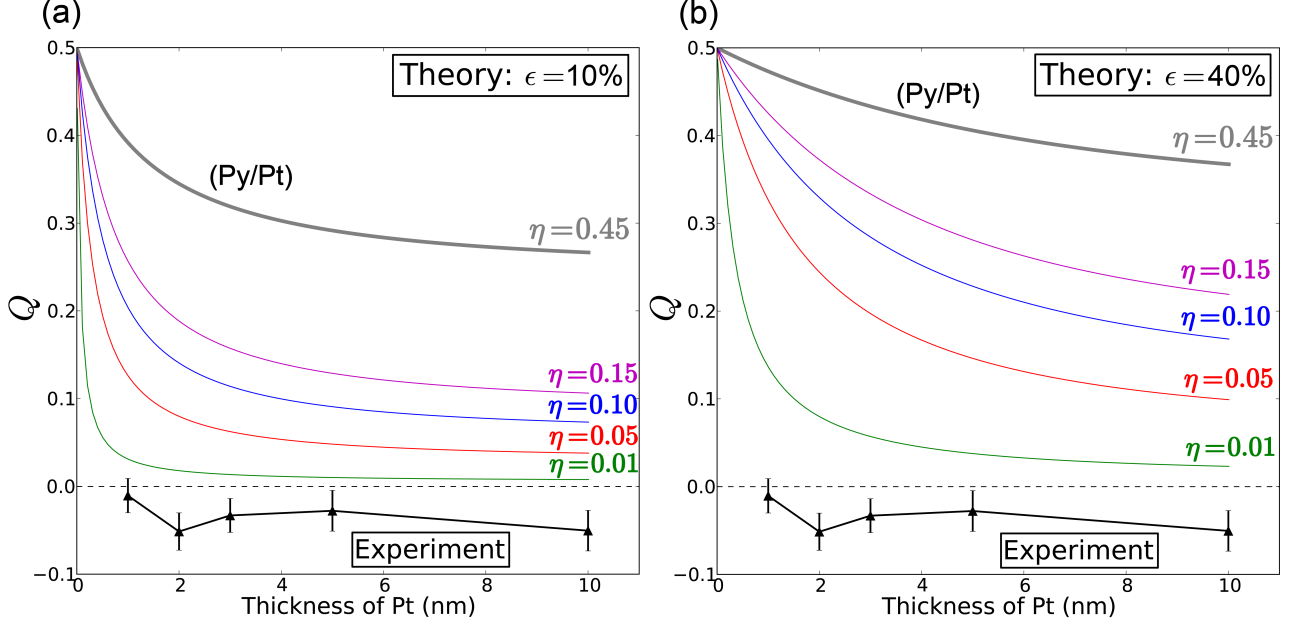 (a)
0.5
0.4
0.3
0.2
0.1
0.0
−0.1
Q
Theory: ϵ=10%
(Py/Pt)
η=0.45
η=0.15
η=0.10
η=0.05
η=0.01
Experiment
0 2 4 6 8 10
Thickness of Pt (nm)
(b)
0.5
0.4
0.3
0.2
0.1
0.0
−0.1
Q
Theory: ϵ=40%
(Py/Pt)
η=0.45
η=0.15
η=0.10
η=0.05
η=0.01
Experiment
0 2 4 6 8 10
Thickness of Pt (nm)